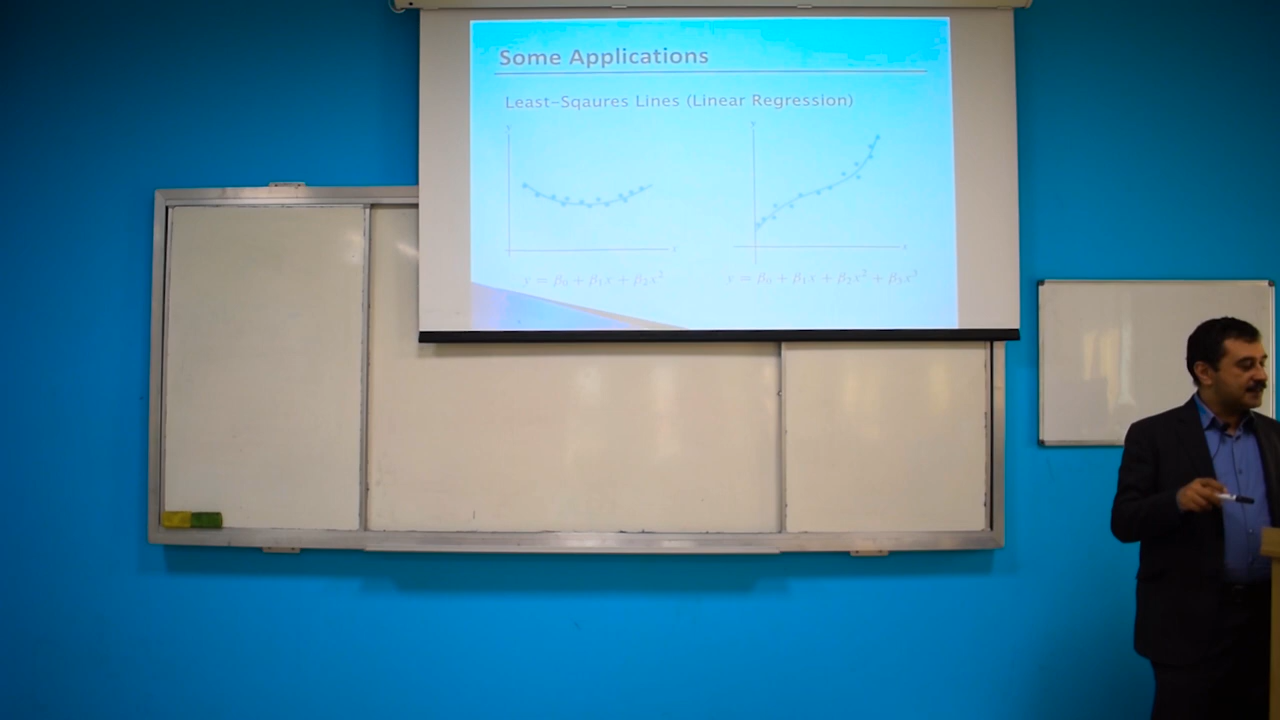 Some Applications
Least-Sqaures Lines (Linear Regression)
y
y
x
x
y = β₀ + β₁x + β₂x²
y = β₀ + β₁x + β₂x² + β₃x³